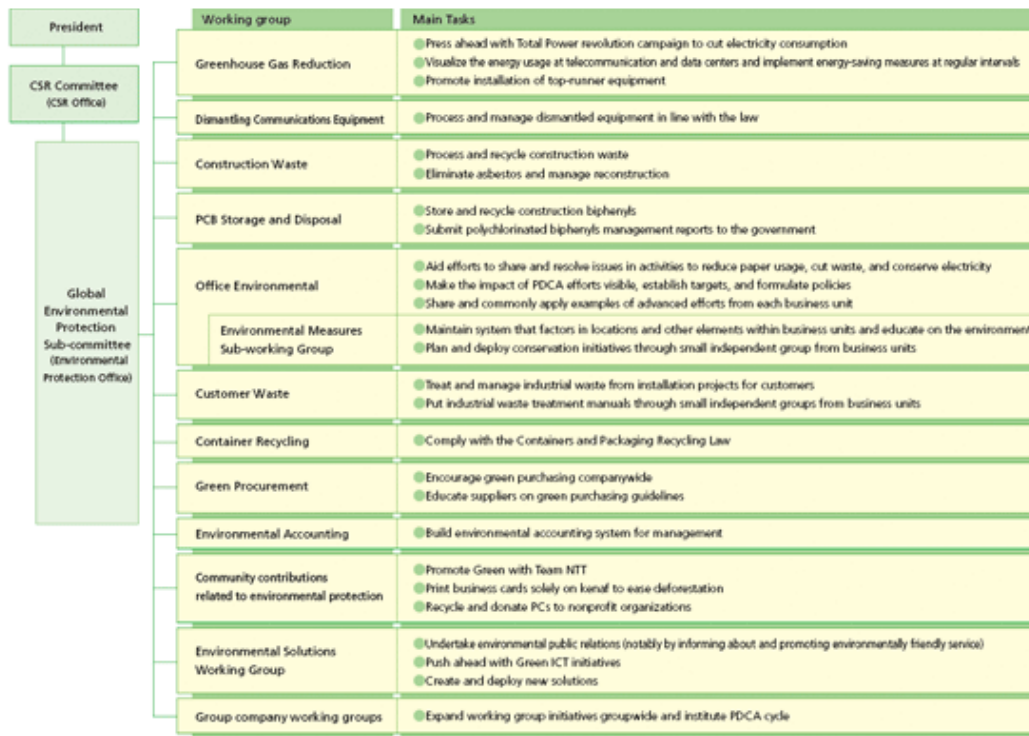 President
CSR Committee
(CSR Office)
Global
Environmental
Protection
Sub-committee
(Environmental
Protection Office)
Working group
Main Tasks
Greenhouse Gas Reduction
Press ahead with Total Power revolution campaign to cut electricity consumption
Visualize the energy usage at telecommunication and data centers and implement energy-saving measures at regular intervals
Promote installation of top-runner equipment
Dismantling Communications Equipment
Process and manage dismantled equipment in line with the law
Construction Waste
Process and recycle construction waste
Eliminate asbestos and manage reconstruction
PCB Storage and Disposal
Store and recycle construction biphenyls
Submit polychlorinated biphenyls management reports to the government
Office Environmental
Aid efforts to share and resolve issues in activities to reduce paper usage, cut waste, and conserve electricity
Make the impact of PDCA efforts visible, establish targets, and formulate policies
Share and commonly apply examples of advanced efforts from each business unit
Environmental Measures
Sub-working Group
Maintain system that factors in locations and other elements within business units and educate on the environment
Plan and deploy conservation initiatives through small independent group from business units
Customer Waste
Treat and manage industrial waste from installation projects for customers
Put industrial waste treatment manuals through small independent groups from business units
Container Recycling
Comply with the Containers and Packaging Recycling Law
Green Procurement
Encourage green purchasing companywide
Educate suppliers on green purchasing guidelines
Environmental Accounting
Build environmental accounting system for management
Community contributions
related to environmental protection
Promote Green with Team NTT
Print business cards solely on kenaf to ease deforestation
Recycle and donate PCs to nonprofit organizations
Environmental Solutions
Working Group
Undertake environmental public relations (notably by informing about and promoting environmentally friendly service)
Push ahead with Green ICT initiatives
Create and deploy new solutions
Group company working groups
Expand working group initiatives groupwide and institute PDCA cycle